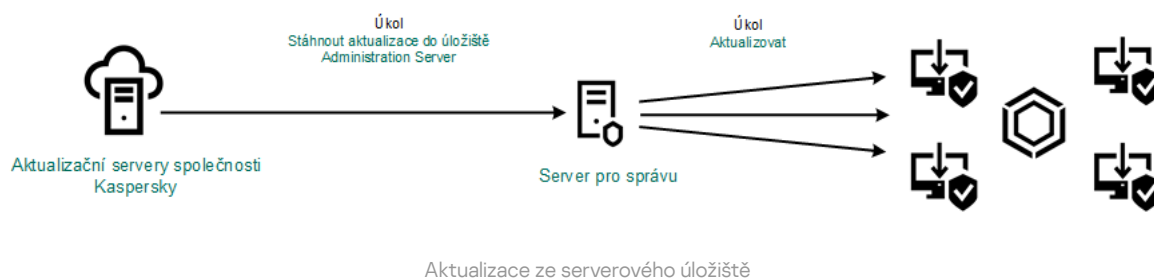 Úkol
Stáhnout aktualizace do úložiště
Administration Server
Úkol
Aktualizovat
Aktualizační servery společnosti
Kaspersky
Server pro správu
Aktualizace ze serverového úložiště